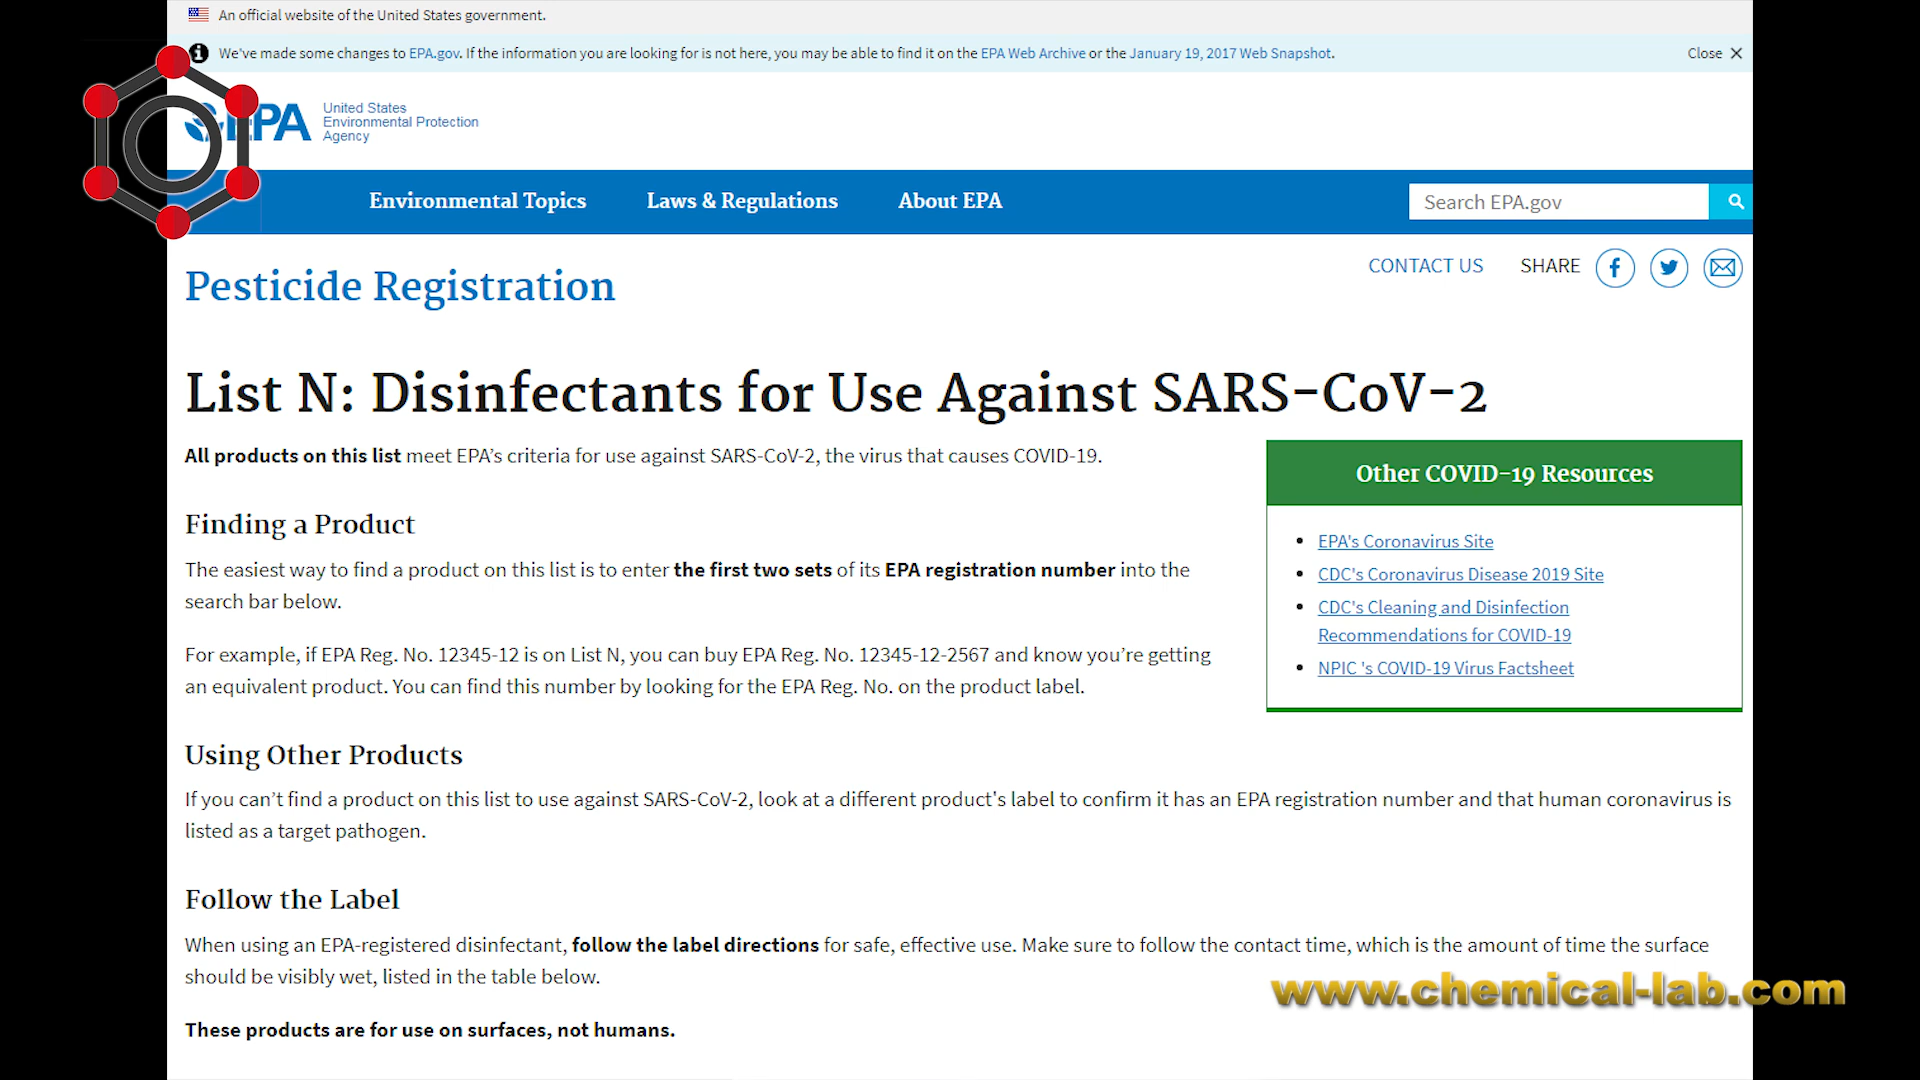 An official website of the United States government.
We've made some changes to EPA.gov. If the information you are looking for is not here, you may be able to find it on the EPA Web Archive or the January 19, 2017 Web Snapshot.
Close ✕
EPA
United States
Environmental Protection
Agency
Environmental Topics
Laws & Regulations
About EPA
Search EPA.gov
CONTACT US
SHARE
Pesticide Registration
List N: Disinfectants for Use Against SARS-CoV-2
All products on this list meet EPA's criteria for use against SARS-CoV-2, the virus that causes COVID-19.
Finding a Product
The easiest way to find a product on this list is to enter the first two sets of its EPA registration number into the
search bar below.
For example, if EPA Reg. No. 12345-12 is on List N, you can buy EPA Reg. No. 12345-12-2567 and know you're getting
an equivalent product. You can find this number by looking for the EPA Reg. No. on the product label.
Other COVID-19 Resources
• EPA's Coronavirus Site
• CDC's Coronavirus Disease 2019 Site
• CDC's Cleaning and Disinfection
Recommendations for COVID-19
• NPIC 's COVID-19 Virus Factsheet
Using Other Products
If you can't find a product on this list to use against SARS-CoV-2, look at a different product's label to confirm it has an EPA registration number and that human coronavirus is
listed as a target pathogen.
Follow the Label
When using an EPA-registered disinfectant, follow the label directions for safe, effective use. Make sure to follow the contact time, which is the amount of time the surface
should be visibly wet, listed in the table below.
www.chemical-lab.com
These products are for use on surfaces, not humans.